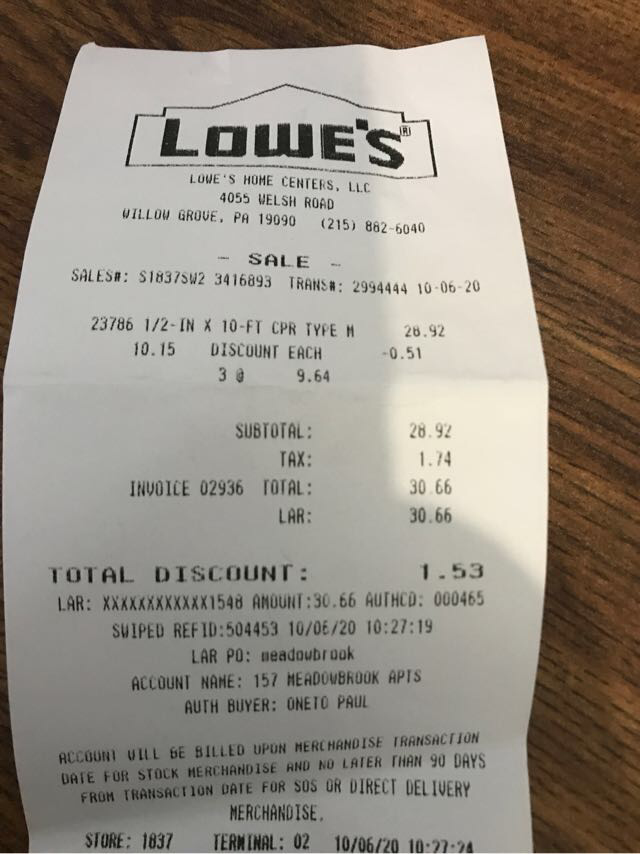 LOWE'S®
LOWE'S HOME CENTERS, LLC
4055 WELSH ROAD
WILLOW GROVE, PA 19090 (215) 882-6040
- SALE -
SALES#: S1837SW2 3416893 TRANS#: 2994444 10-06-20
23786 1/2-IN X 10-FT CPR TYPE M 28.92
10.15 DISCOUNT EACH -0.51
3 @ 9.64
SUBTOTAL: 28.92
TAX: 1.74
INVOICE 02936 TOTAL: 30.66
LAR: 30.66
TOTAL DISCOUNT: 1.53
LAR: XXXXXXXXXXXX1548 AMOUNT:30.66 AUTHCD: 000465
SWIPED REFID:504453 10/06/20 10:27:19
LAR PO: meadowbrook
ACCOUNT NAME: 157 MEADOWBROOK APTS
AUTH BUYER: ONETO PAUL
ACCOUNT WILL BE BILLED UPON MERCHANDISE TRANSACTION
DATE FOR STOCK MERCHANDISE AND NO LATER THAN 90 DAYS
FROM TRANSACTION DATE FOR SOS OR DIRECT DELIVERY
MERCHANDISE.
STORE: 1837 TERMINAL: 02 10/06/20 10:27:24